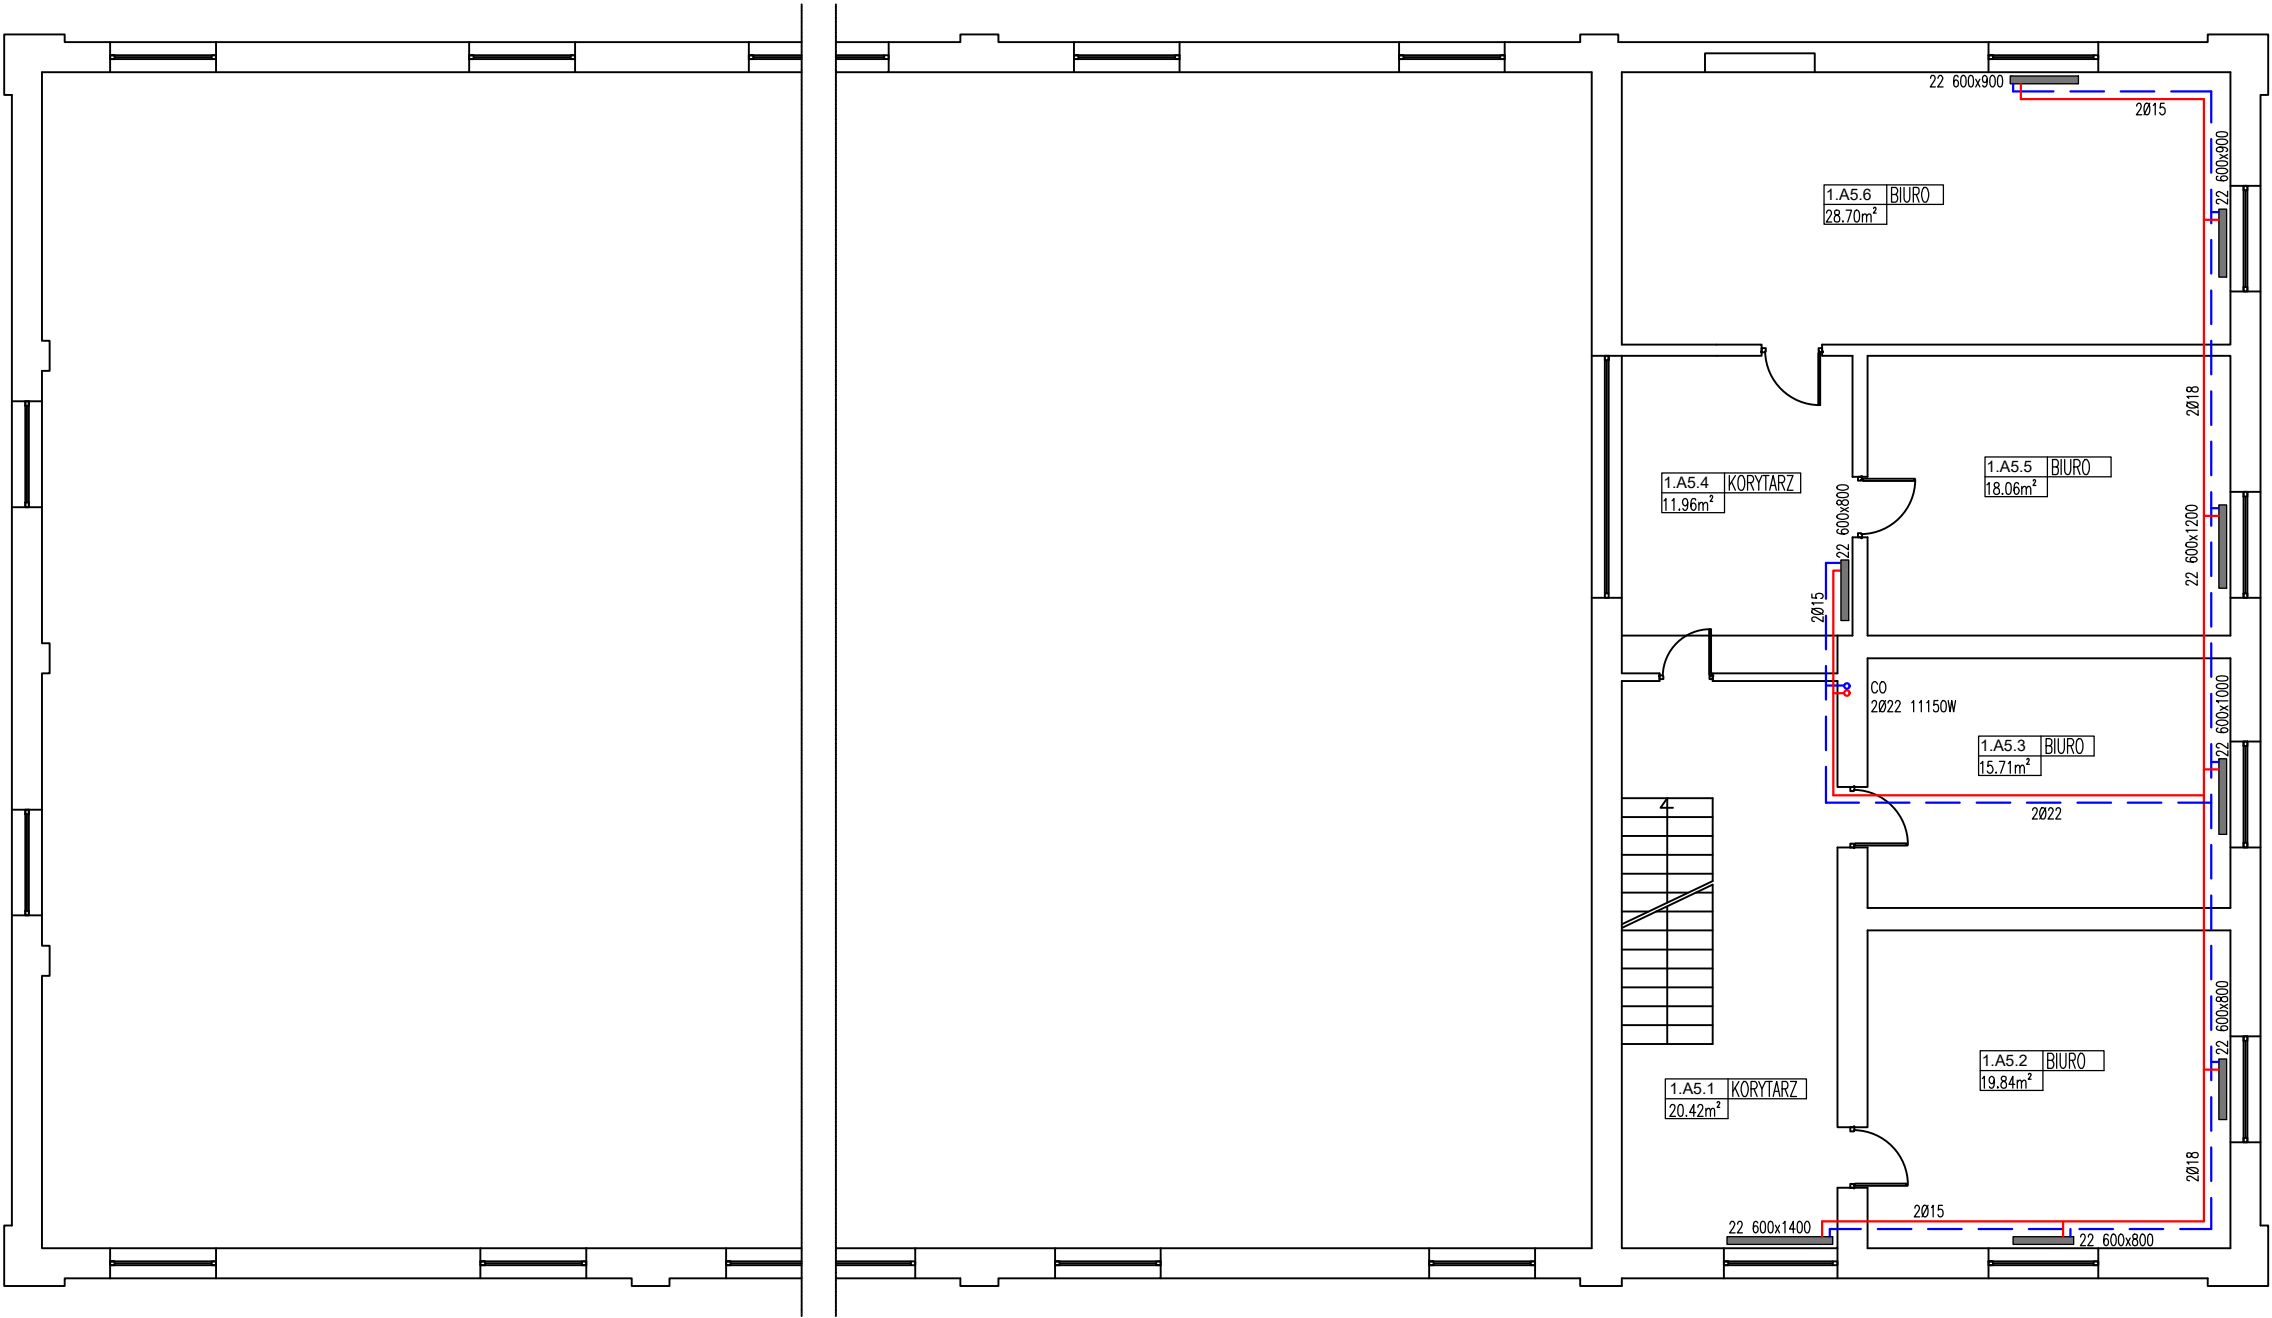 22 600x900
2Ø15
22 600x900
1.A5.6 BIURO
28.70m²
2Ø18
1.A5.5 BIURO
18.06m²
1.A5.4 KORYTARZ
11.96m²
22 600x800
22 600x1200
2Ø15
CO
2Ø22 11150W
22 600x1000
1.A5.3 BIURO
15.71m²
2Ø22
22 600x800
1.A5.2 BIURO
19.84m²
1.A5.1 KORYTARZ
20.42m²
2Ø18
2Ø15
22 600x1400
22 600x800